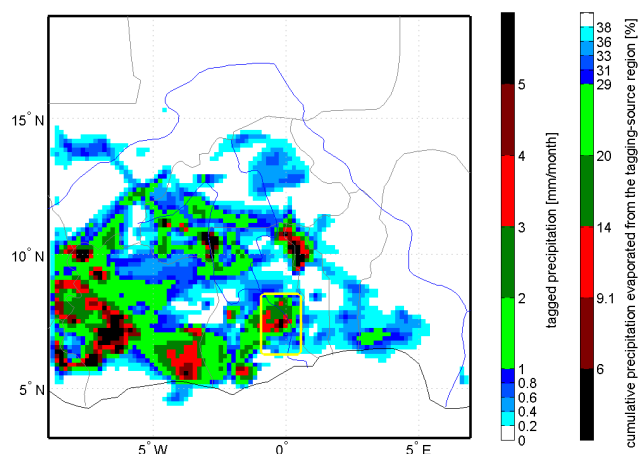 15° N
10° N
5° N
5° W
0°
5° E
5
4
3
2
1
0.8
0.6
0.4
0.2
0
tagged precipitation [mm/month]
38
36
33
31
29
20
14
9.1
6
cumulative precipitation evaporated from the tagging-source region [%]